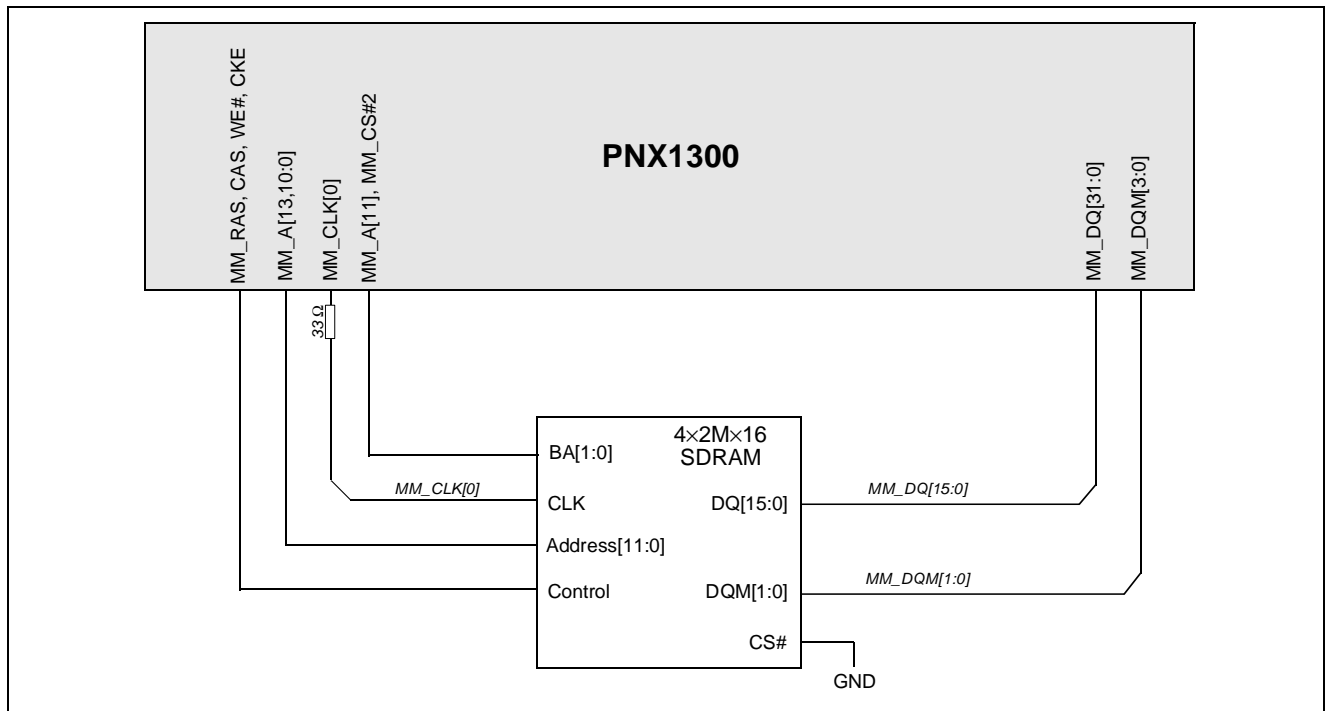 MM_RAS, CAS, WE#, CKE
MM_A[13,10:0]
MM_CLK[0]
MM_A[11], MM_CS#2
PNX1300
MM_DQ[31:0]
MM_DQM[3:0]
33 Ω
4×2M×16
SDRAM
BA[1:0]
MM_CLK[0]
CLK
DQ[15:0]
MM_DQ[15:0]
Address[11:0]
Control
DQM[1:0]
MM_DQM[1:0]
CS#
GND